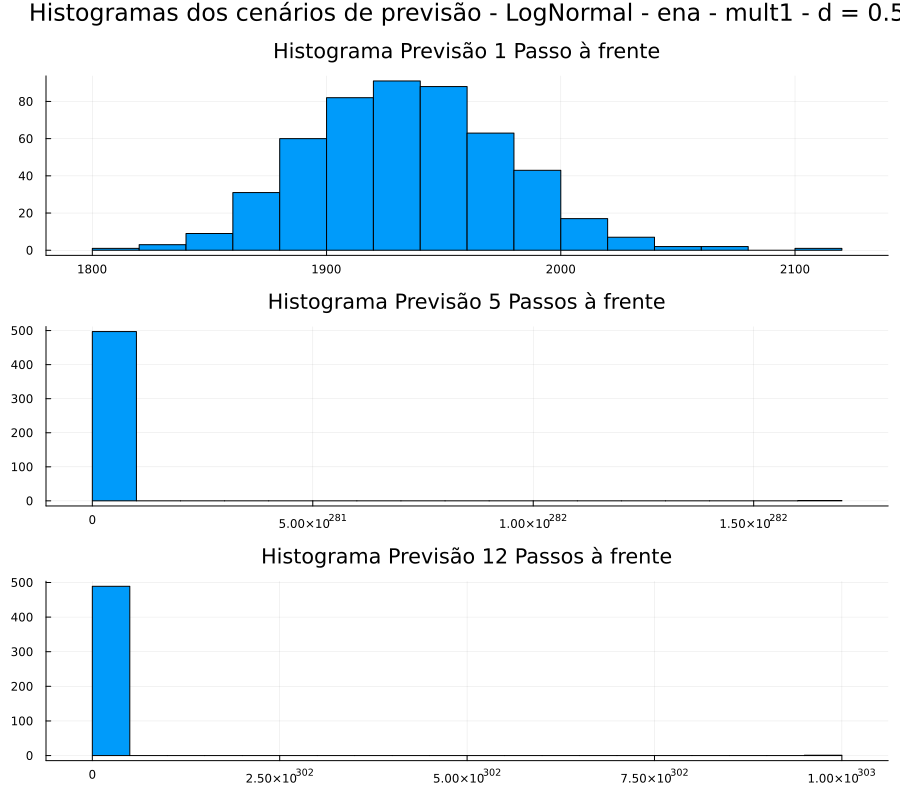 Histogramas dos cenários de previsão - LogNormal - ena - mult1 - d = 0.5
Histograma Previsão 1 Passo à frente
80
60
40
20
0
1800 1900 2000 2100
Histograma Previsão 5 Passos à frente
500
400
300
200
100
0
0 5.00×10²⁸¹ 1.00×10²⁸² 1.50×10²⁸²
Histograma Previsão 12 Passos à frente
500
400
300
200
100
0
0 2.50×10³⁰² 5.00×10³⁰² 7.50×10³⁰² 1.00×10³⁰³